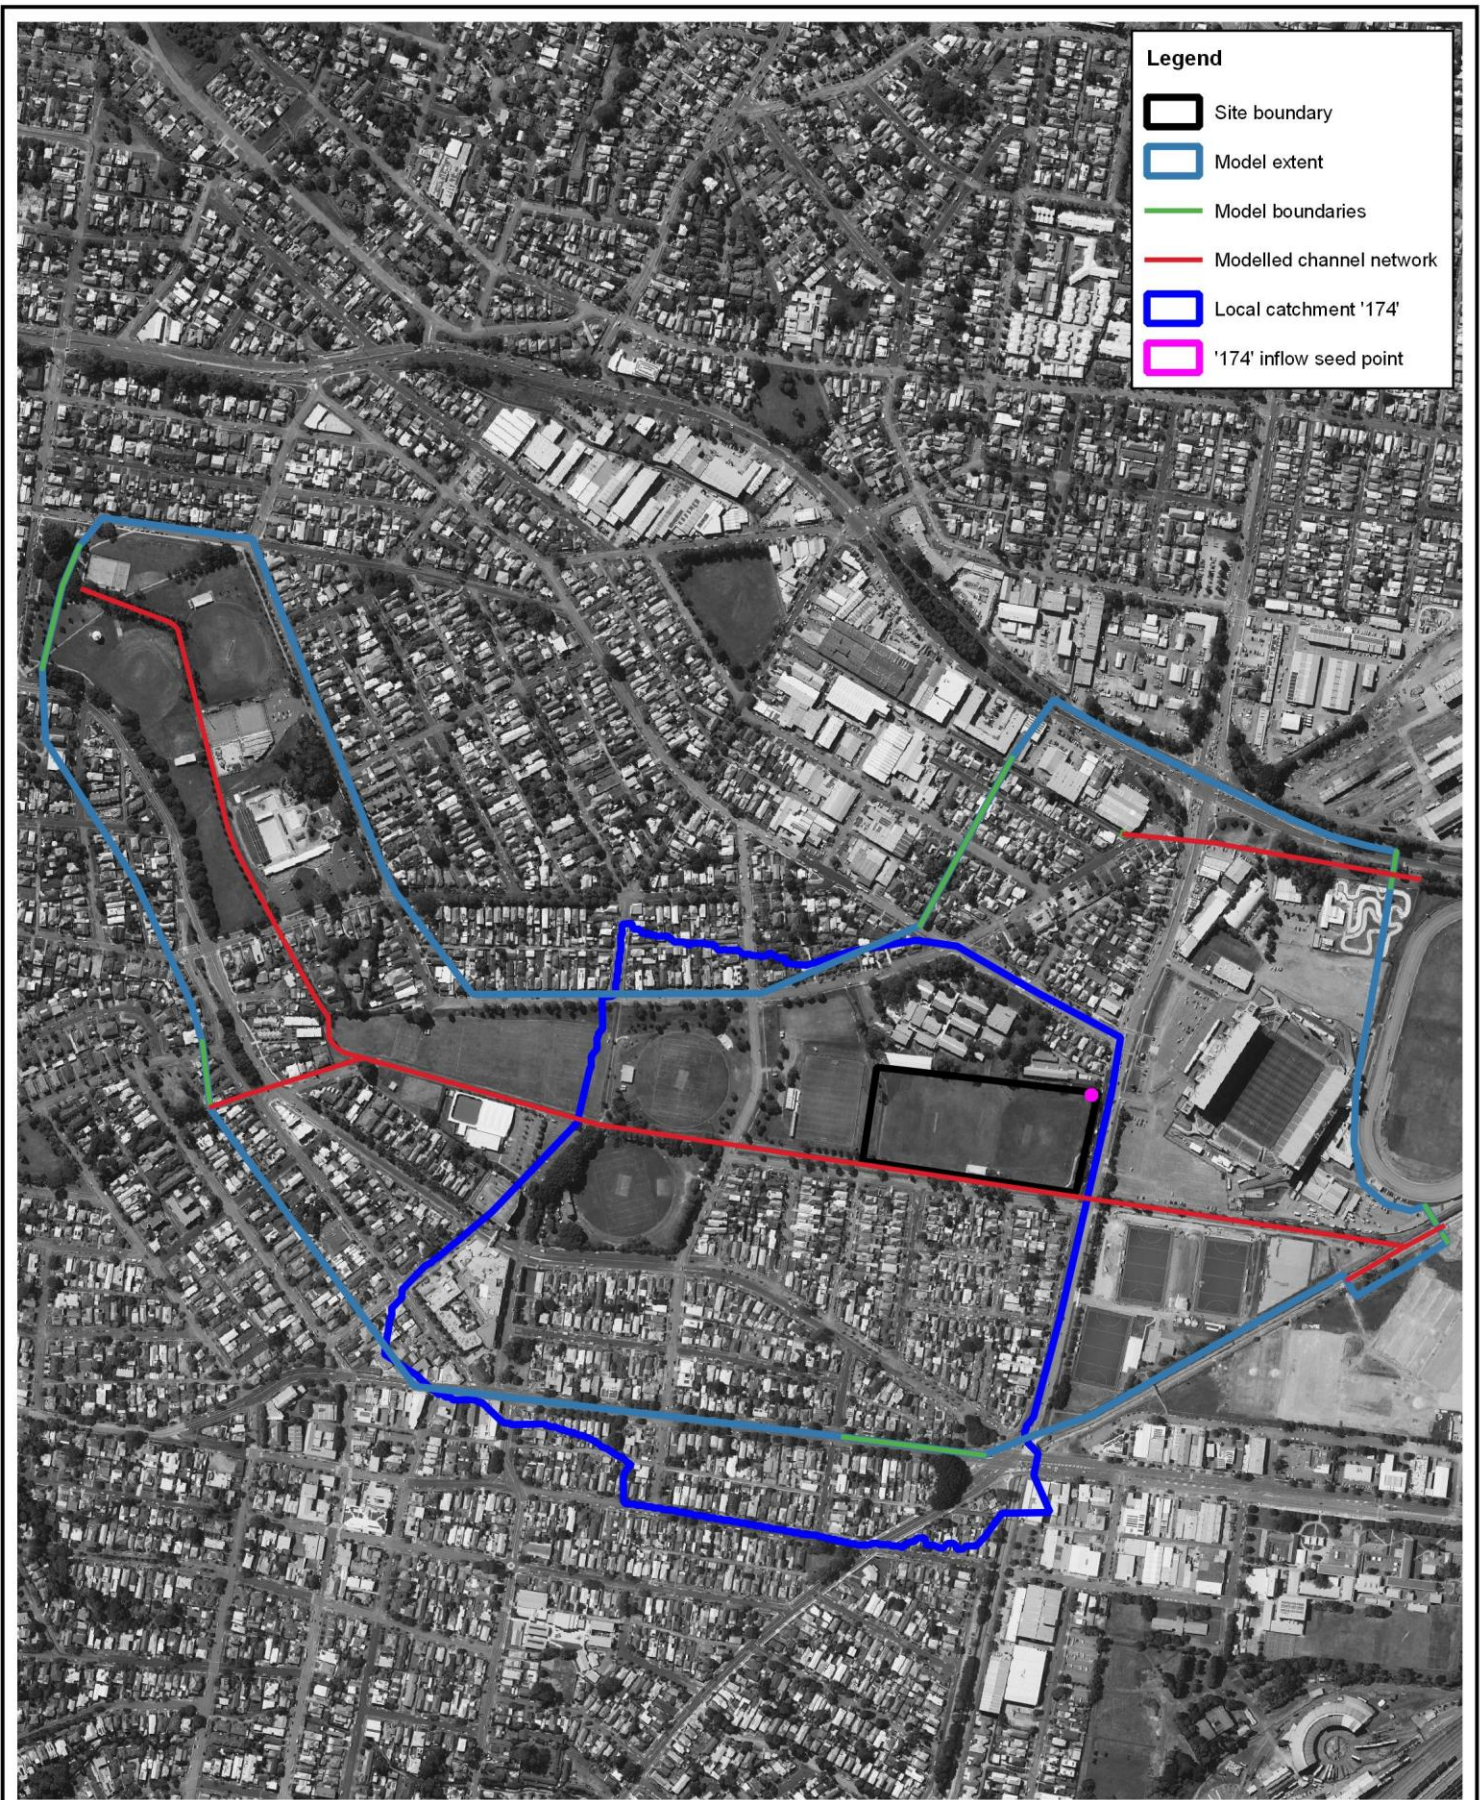 Legend
Site boundary
Model extent
Model boundaries
Modelled channel network
Local catchment '174'
'174' inflow seed point